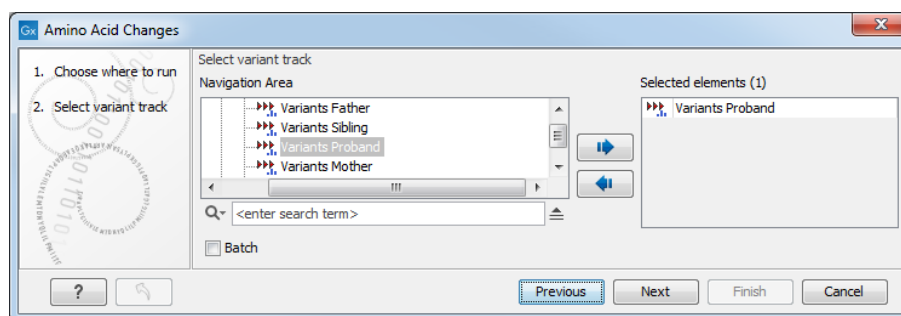 Gx Amino Acid Changes
1. Choose where to run
2. Select variant track
Select variant track
Navigation Area
Variants Father
Variants Sibling
Variants Proband
Variants Mother
<enter search term>
Batch
Selected elements (1)
Variants Proband
?
Previous
Next
Finish
Cancel